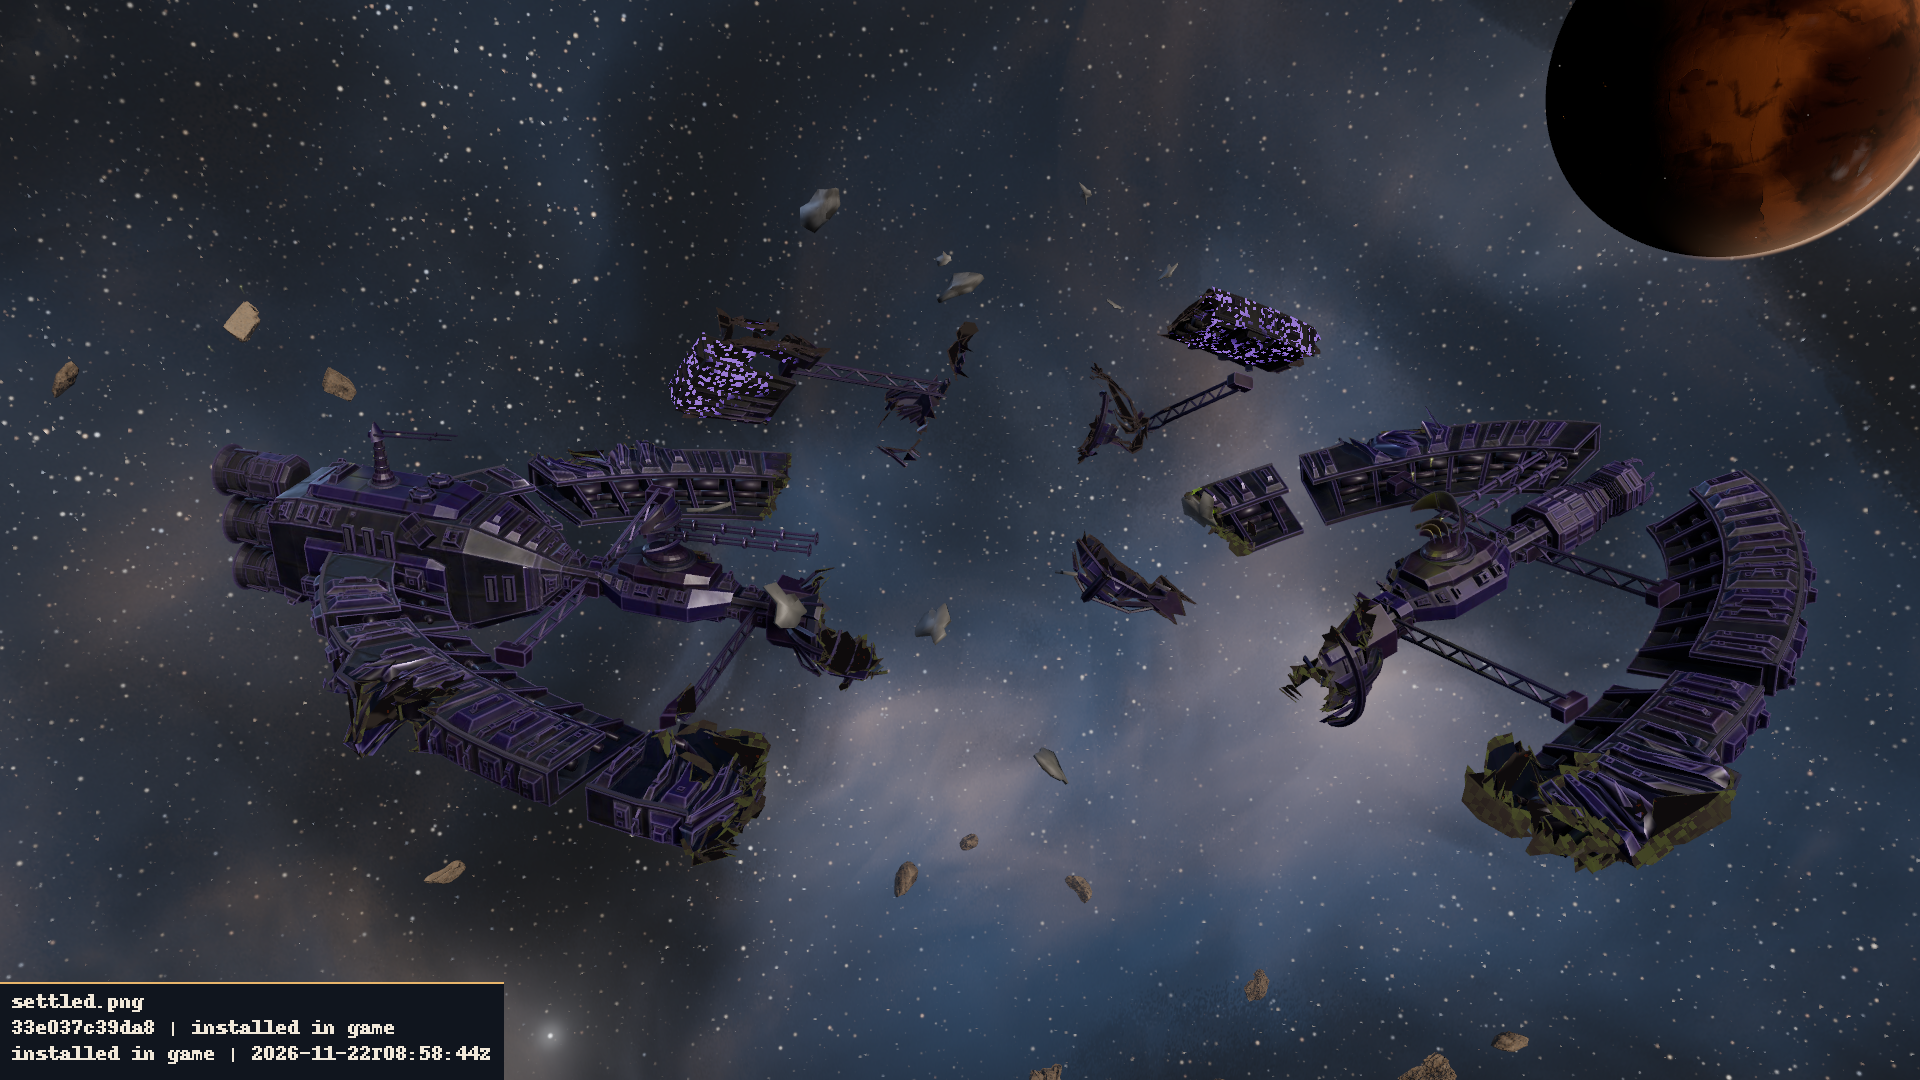 settled.png
33e037c39da8 | installed in game
installed in game | 2026-11-22T08:58:44Z